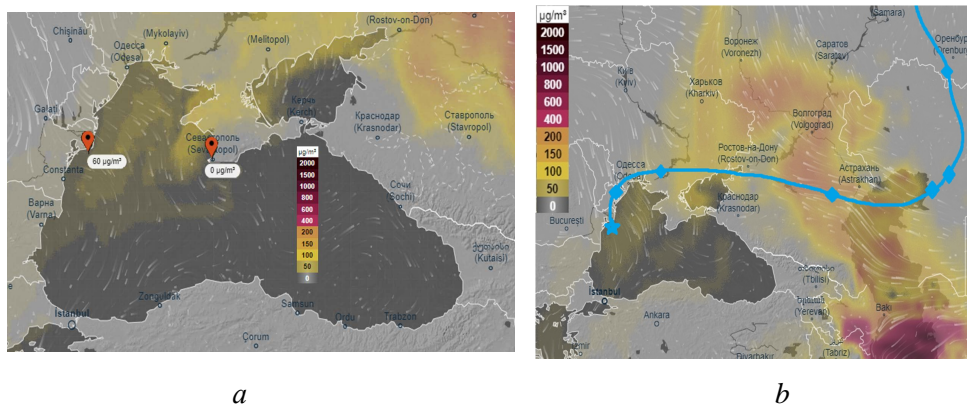 Chişinău
(Mykolayiv)
Одесса
(Odesa)
(Melitopol)
(Rostov-on-Don)
Galați
Керчь
(Kerch)
Краснодар
(Krasnodar)
Ставрополь
(Stavropol)
Севастополь
60 µg/m³
0 µg/m³
Constanta
Варна
(Varna)
µg/m³
2000
1500
1000
800
600
400
200
150
100
50
0
Сочи
(Sochi)
(Kutaisi)
İstanbul
Zonguldak
Samsun
Ordu
Trabzon
Çorum
a
µg/m³
2000
1500
1000
800
600
400
200
150
100
50
0
(Samara)
Оренбург
(Orenburg)
Воронеж
(Voronezh)
Саратов
(Saratov)
Київ
(Kyiv)
Харьков
(Kharkiv)
Волгоград
(Volgograd)
Ростов-на-Дону
(Rostov-on-Don)
Одесса
(Odesa)
Астрахань
(Astrakhan)
Краснодар
(Krasnodar)
București
(Tbilisi)
İstanbul
(Yerevan)
Bakı
Ankara
(Tabriz)
Diyarbakır
b